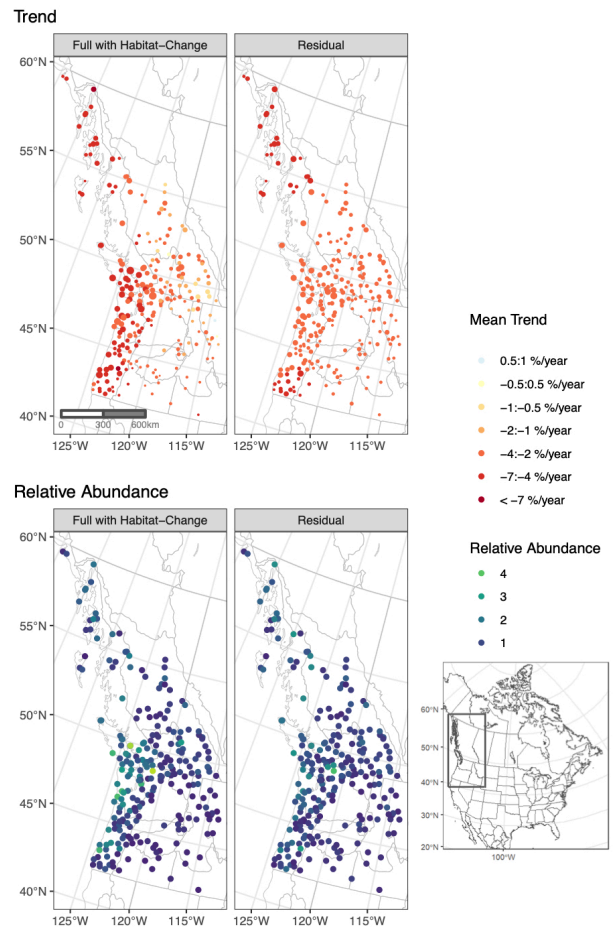 Trend
Full with Habitat−Change
Residual
60°N
55°N
50°N
45°N
40°N
0 300 600km
125°W 120°W 115°W
125°W 120°W 115°W
Mean Trend
0.5:1 %/year
−0.5:0.5 %/year
−1:−0.5 %/year
−2:−1 %/year
−4:−2 %/year
−7:−4 %/year
< −7 %/year
Relative Abundance
Full with Habitat−Change
Residual
60°N
55°N
50°N
45°N
40°N
125°W 120°W 115°W
125°W 120°W 115°W
Relative Abundance
4
3
2
1
60°N
50°N
40°N
30°N
20°N
100°W